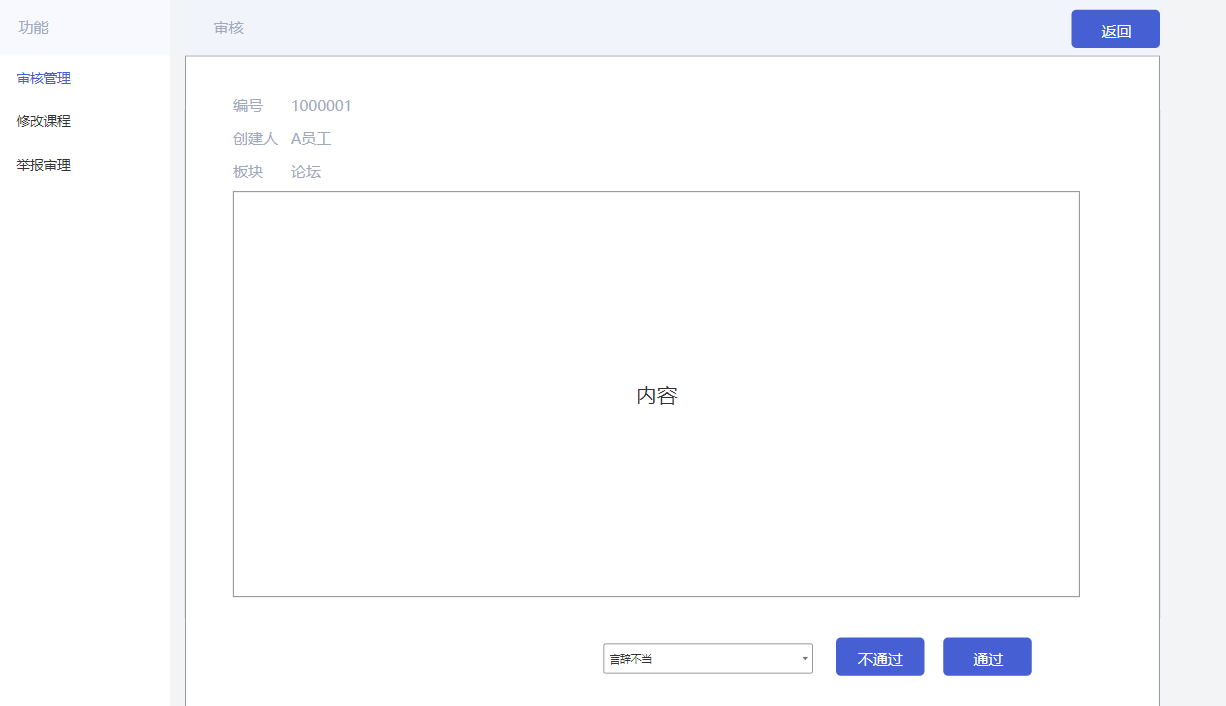 功能
审核
返回
审核管理
修改课程
举报审理
编号 1000001
创建人 A员工
板块 论坛
内容
言辞不当
不通过
通过